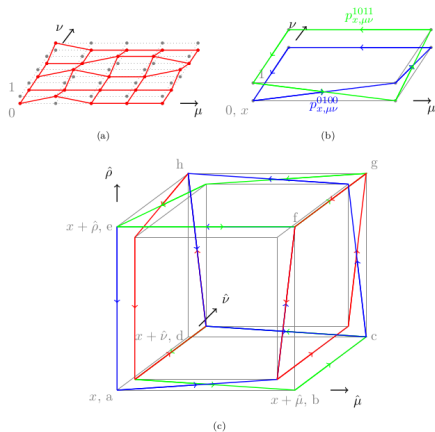 ν
1
0
μ
(a)
p^{1011}_{x,μν}
ν
1
0, x
p^{0100}_{x,μν}
μ
(b)
h
g
ρ̂
x + ρ̂, e
f
ν̂
x + ν̂, d
c
x, a
x + μ̂, b
μ̂
(c)